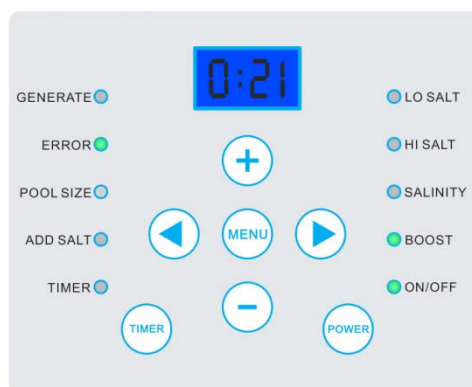 0:21
GENERATE
LO SALT
ERROR
HI SALT
+
POOL SIZE
SALINITY
ADD SALT
MENU
BOOST
TIMER
ON/OFF
−
TIMER
POWER